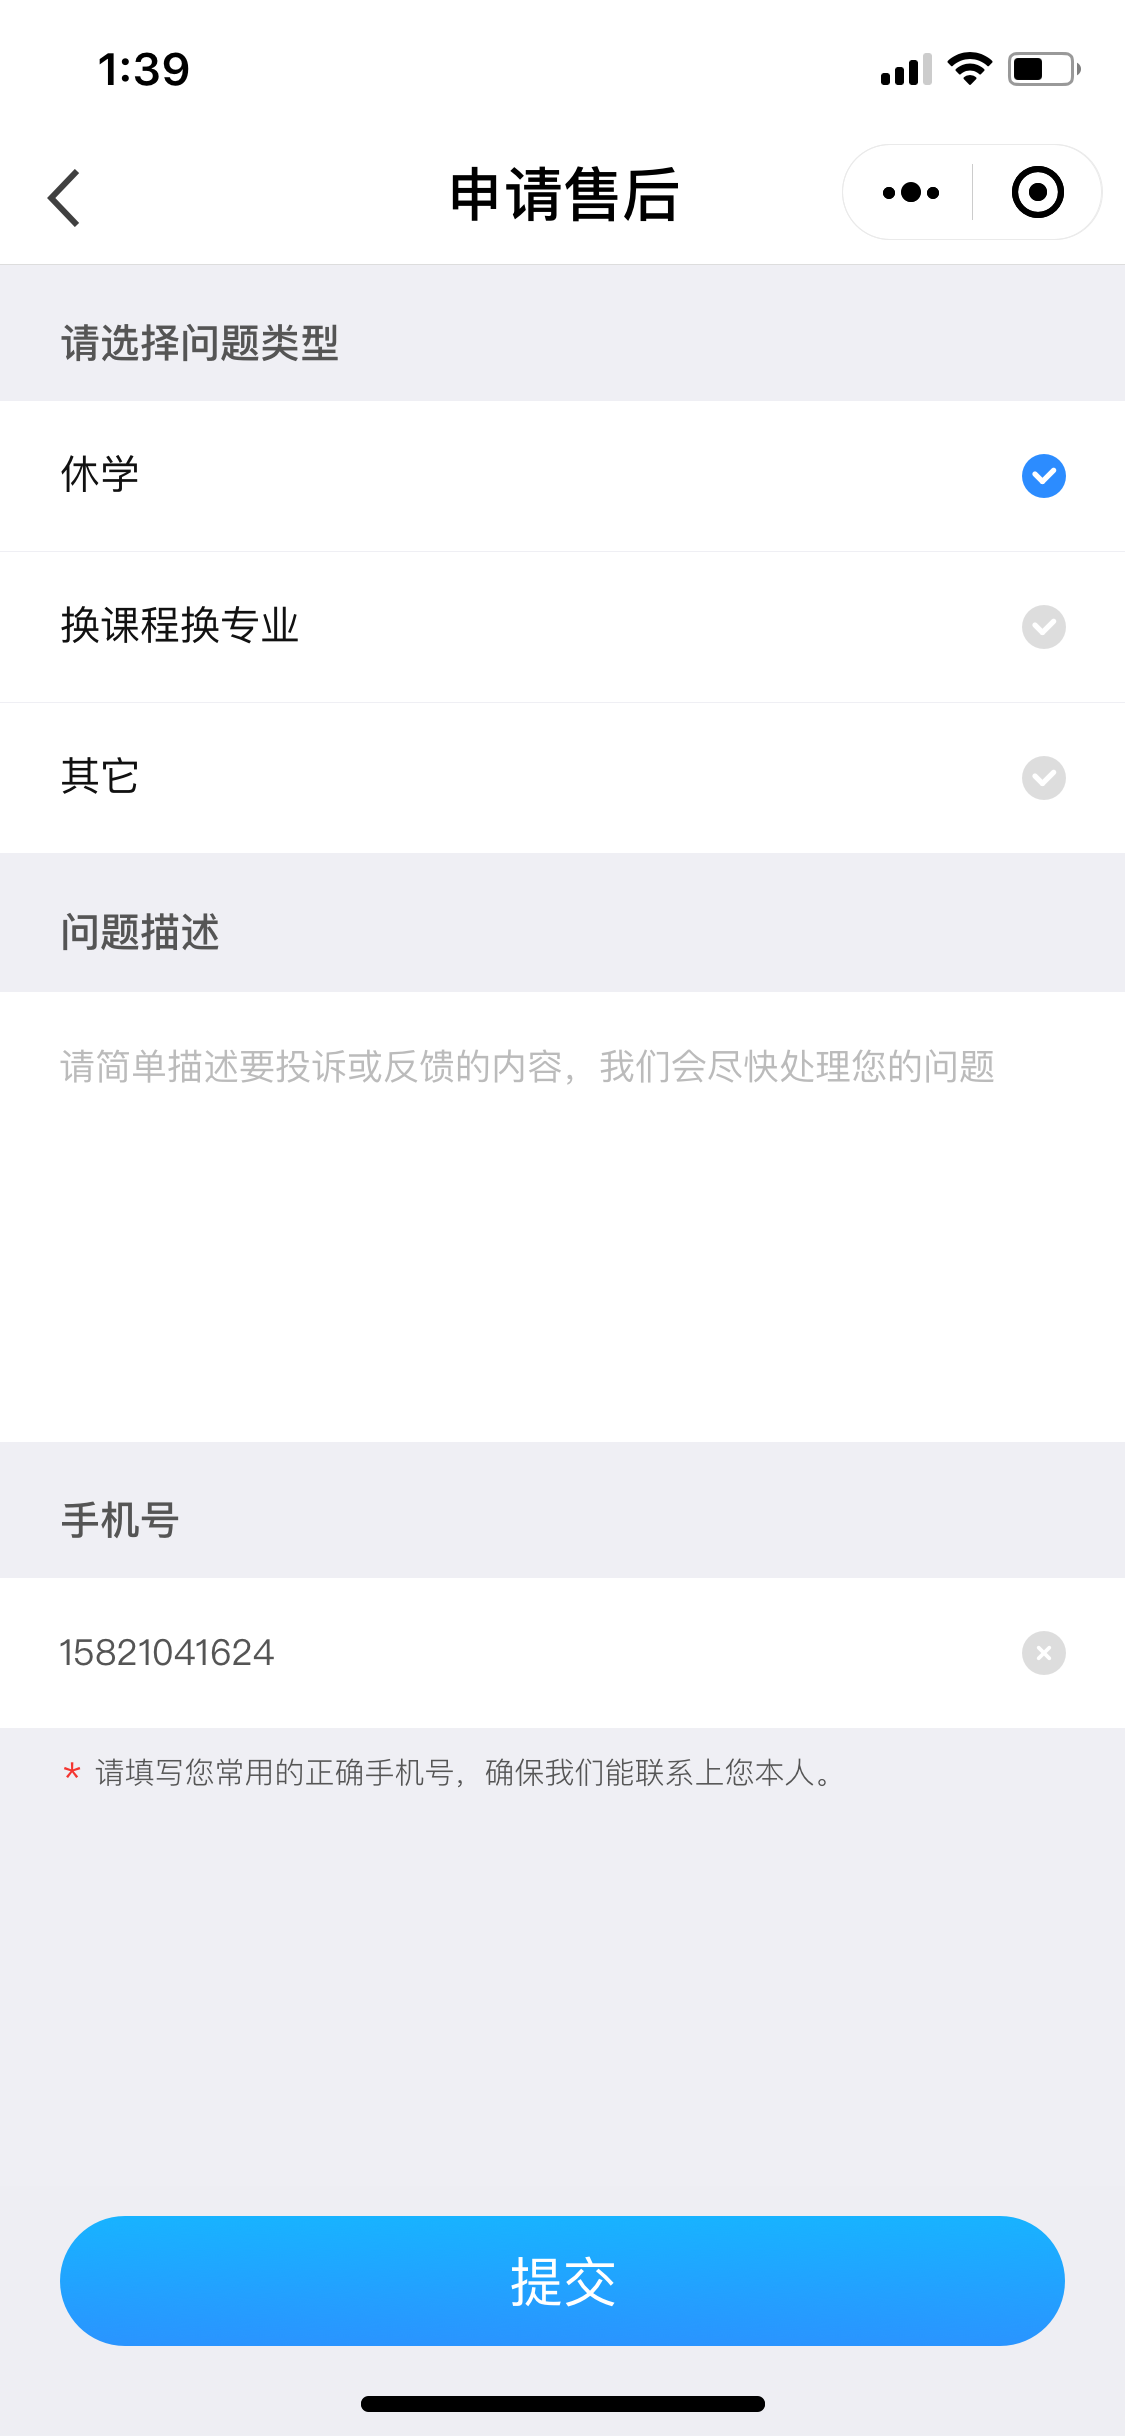 1:39
申请售后
请选择问题类型
休学
换课程换专业
其它
问题描述
请简单描述要投诉或反馈的内容，我们会尽快处理您的问题
手机号
15821041624
* 请填写您常用的正确手机号，确保我们能联系上您本人。
提交